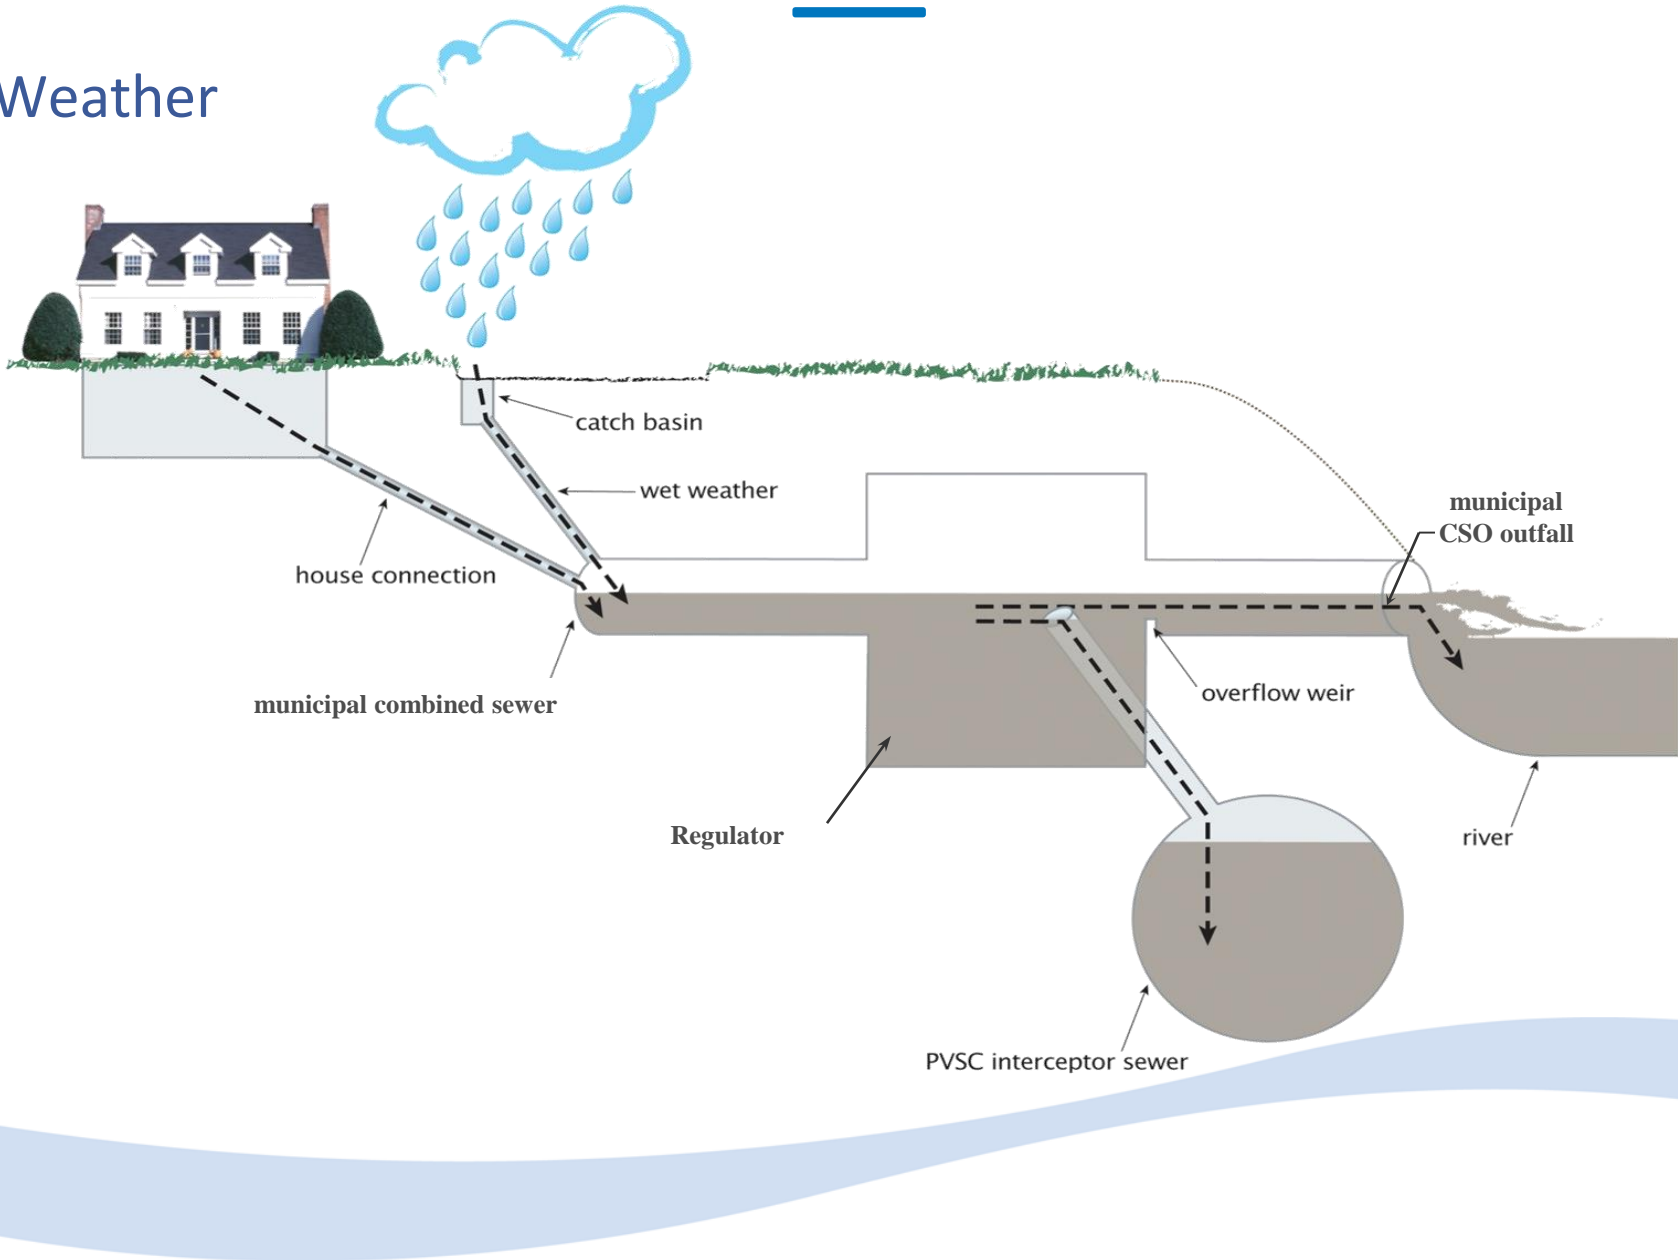 Weather
catch basin
wet weather
municipal
CSO outfall
house connection
municipal combined sewer
overflow weir
Regulator
river
PVSC interceptor sewer